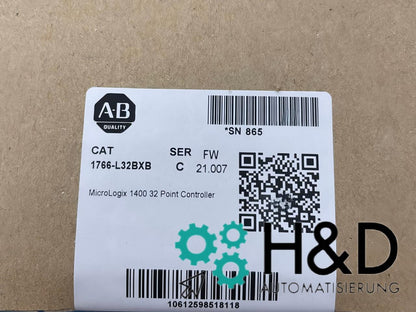 A·B
QUALITY
*SN 865
CAT SER FW
1766-L32BXB C 21.007
MicroLogix 1400 32 Point Controller
H&D
AUTOMATISIERUNG
10612598518118